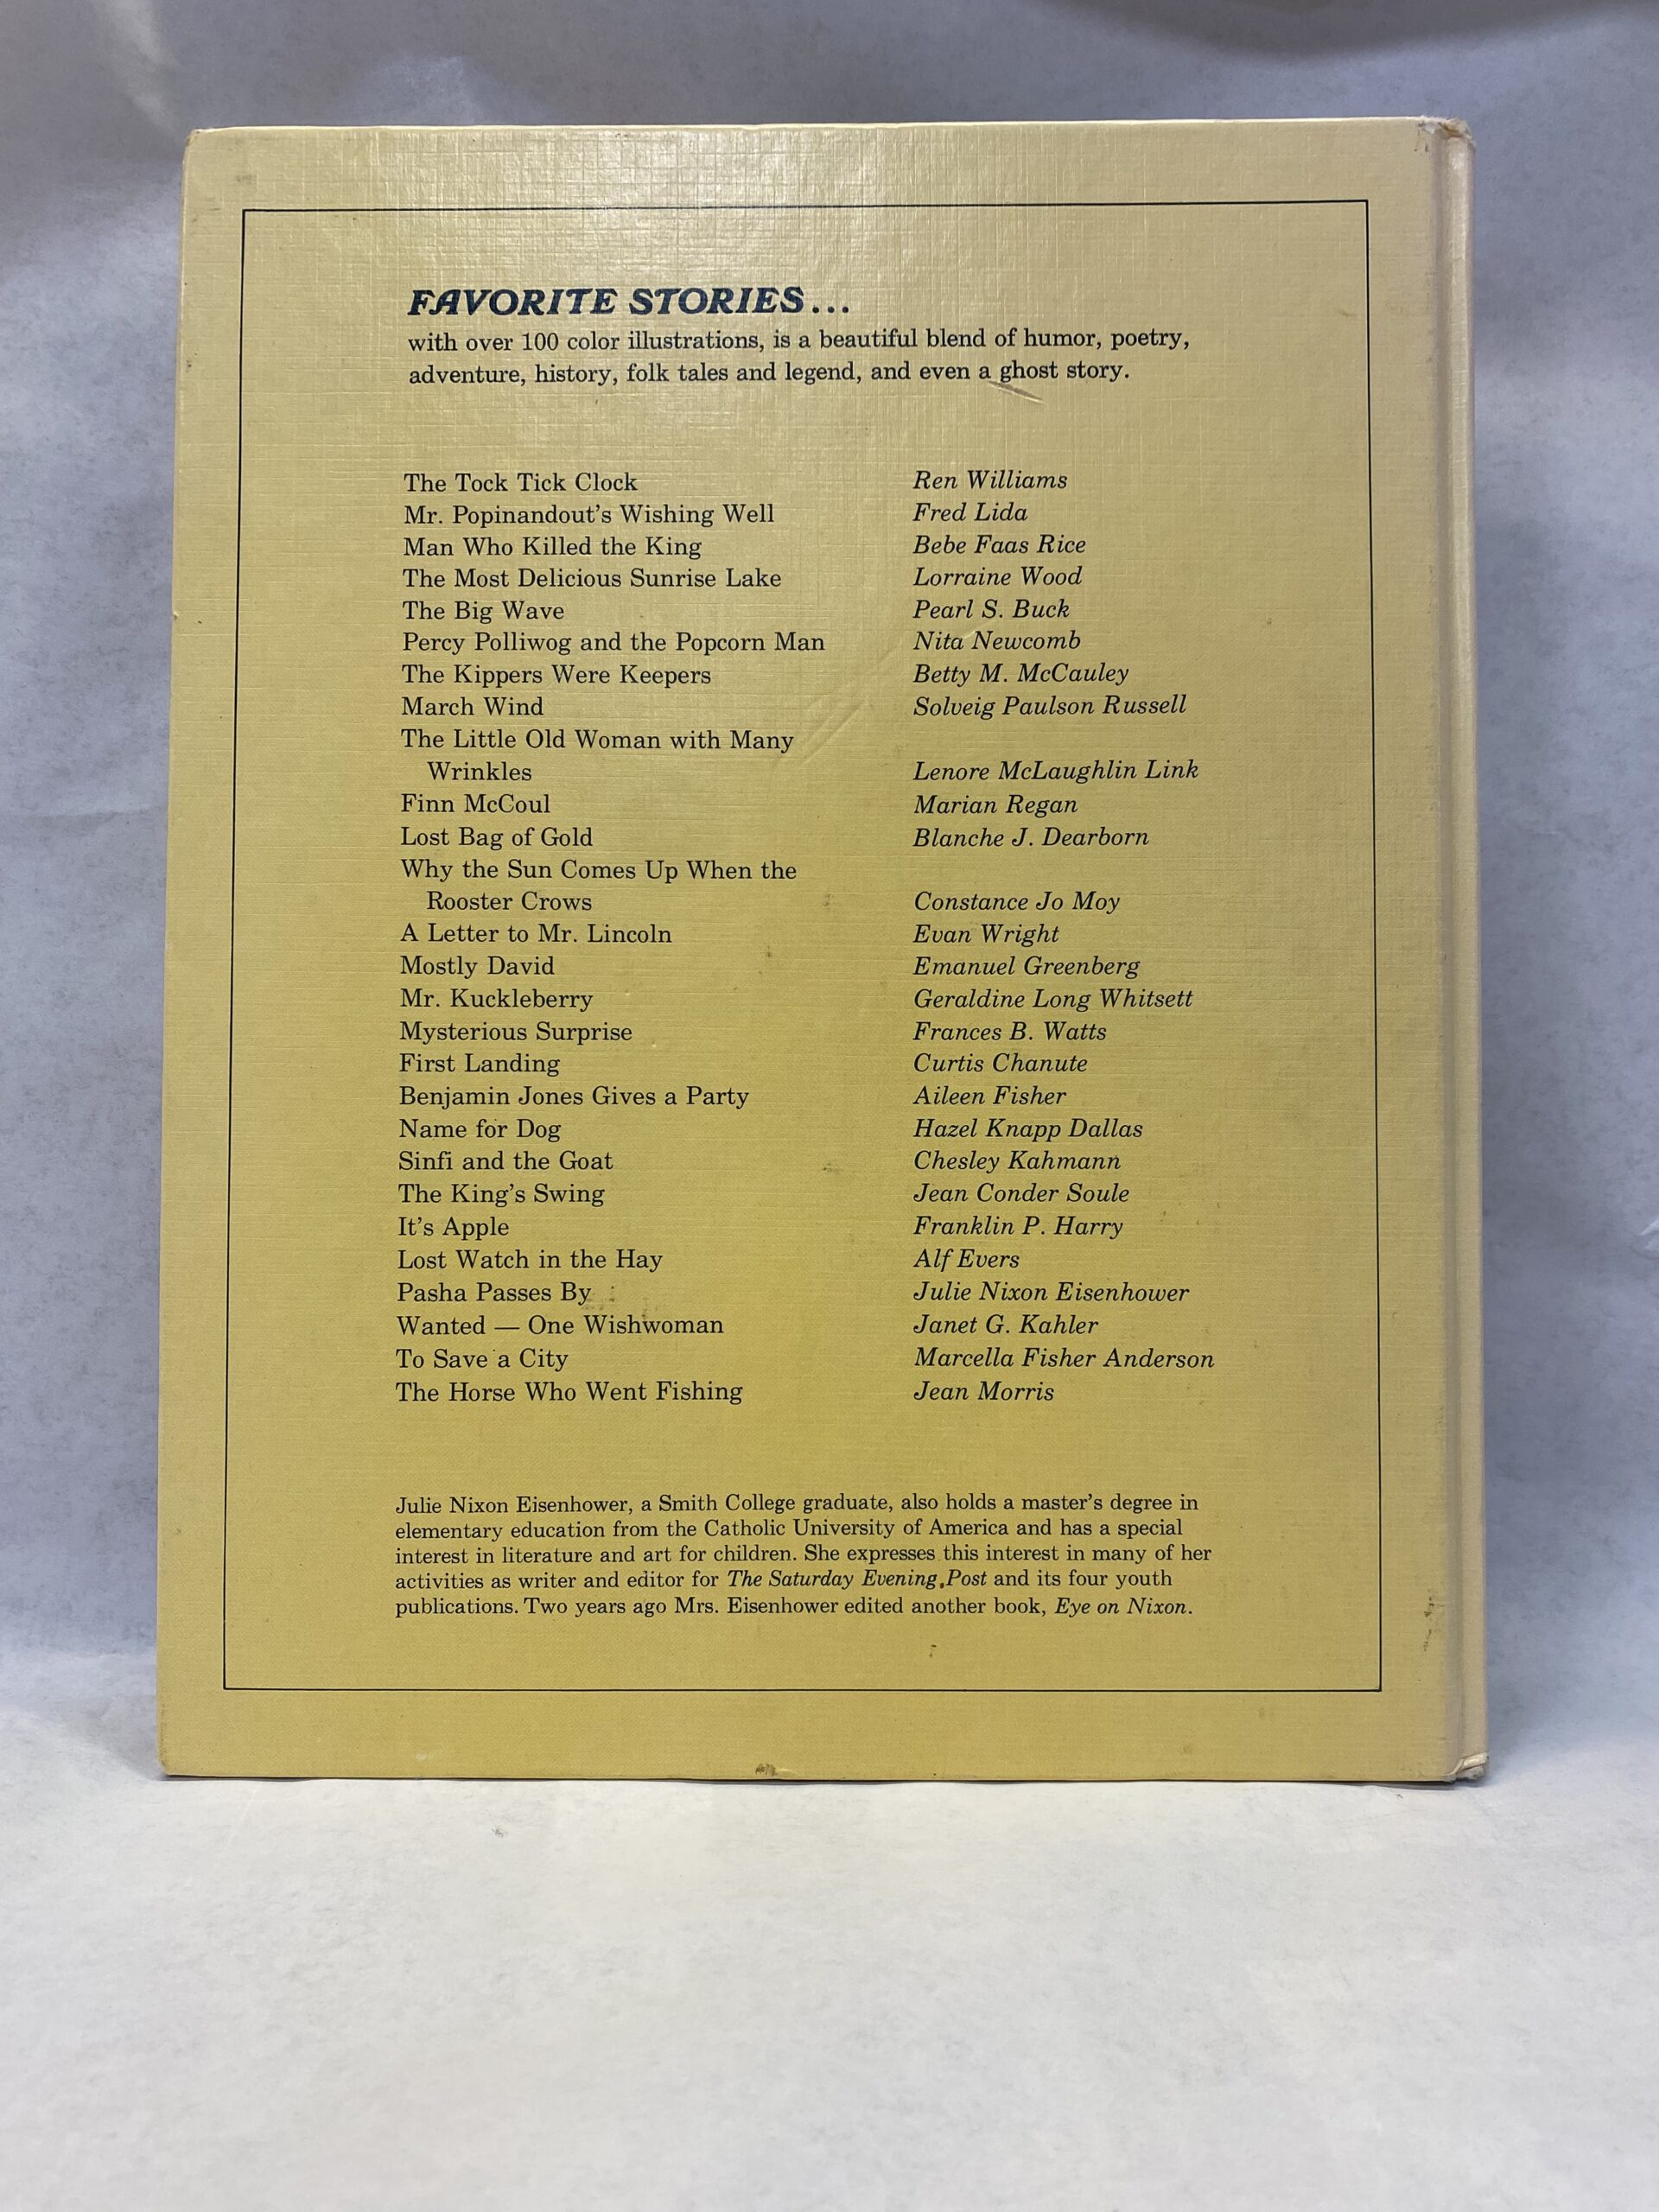 FAVORITE STORIES...
with over 100 color illustrations, is a beautiful blend of humor, poetry,
adventure, history, folk tales and legend, and even a ghost story.
The Tock Tick Clock Ren Williams
Mr. Popinandout's Wishing Well Fred Lida
Man Who Killed the King Bebe Faas Rice
The Most Delicious Sunrise Lake Lorraine Wood
The Big Wave Pearl S. Buck
Percy Polliwog and the Popcorn Man Nita Newcomb
The Kippers Were Keepers Betty M. McCauley
March Wind Solveig Paulson Russell
The Little Old Woman with Many
Wrinkles Lenore McLaughlin Link
Finn McCoul Marian Regan
Lost Bag of Gold Blanche J. Dearborn
Why the Sun Comes Up When the
Rooster Crows Constance Jo Moy
A Letter to Mr. Lincoln Evan Wright
Mostly David Emanuel Greenberg
Mr. Kuckleberry Geraldine Long Whitsett
Mysterious Surprise Frances B. Watts
First Landing Curtis Chanute
Benjamin Jones Gives a Party Aileen Fisher
Name for Dog Hazel Knapp Dallas
Sinfi and the Goat Chesley Kahmann
The King's Swing Jean Conder Soule
It's Apple Franklin P. Harry
Lost Watch in the Hay Alf Evers
Pasha Passes By Julie Nixon Eisenhower
Wanted — One Wishwoman Janet G. Kahler
To Save a City Marcella Fisher Anderson
The Horse Who Went Fishing Jean Morris
Julie Nixon Eisenhower, a Smith College graduate, also holds a master's degree in
elementary education from the Catholic University of America and has a special
interest in literature and art for children. She expresses this interest in many of her
activities as writer and editor for The Saturday Evening Post and its four youth
publications. Two years ago Mrs. Eisenhower edited another book, Eye on Nixon.